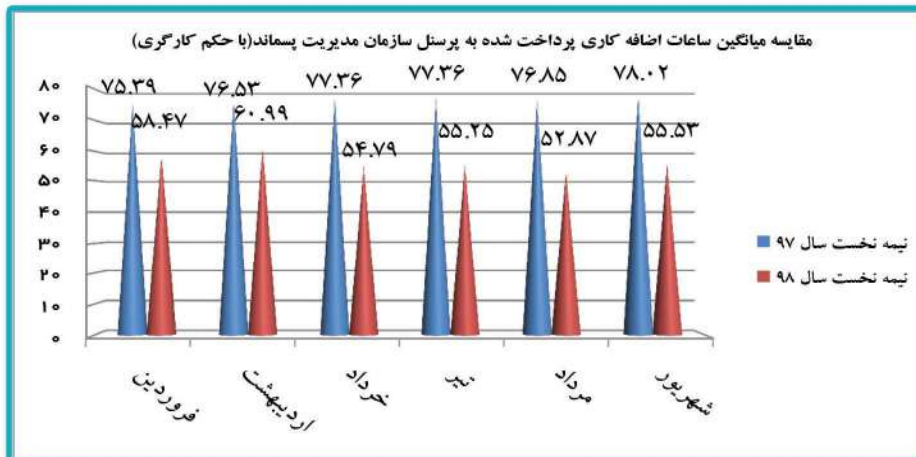 مقایسه میانگین ساعات اضافه کاری پرداخت شده به پرسنل سازمان مدیریت پسماند(با حکم کارگری)
۷۵.۳۹ ۷۶.۵۳ ۷۷.۳۶ ۷۷.۳۶ ۷۶.۸۵ ۷۸.۰۲
۵۸.۴۷ ۶۰.۹۹ ۵۴.۷۹ ۵۵.۲۵ ۵۲.۸۷ ۵۵.۵۳
۸۰
۷۰
۶۰
۵۰
۴۰
۳۰
۲۰
۱۰
۰
فروردین اردیبهشت خرداد تیر مرداد شهریور
نیمه نخست سال ۹۷
نیمه نخست سال ۹۸